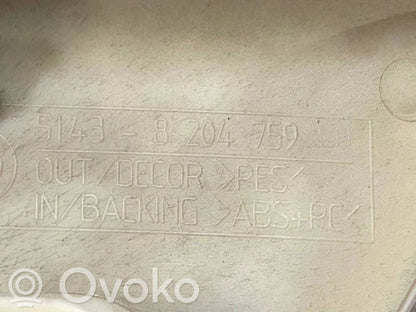 5143 - 8 204 759
OUT/DECOR >PES<
IN/BACKING >ABS+PC<
Ovoko